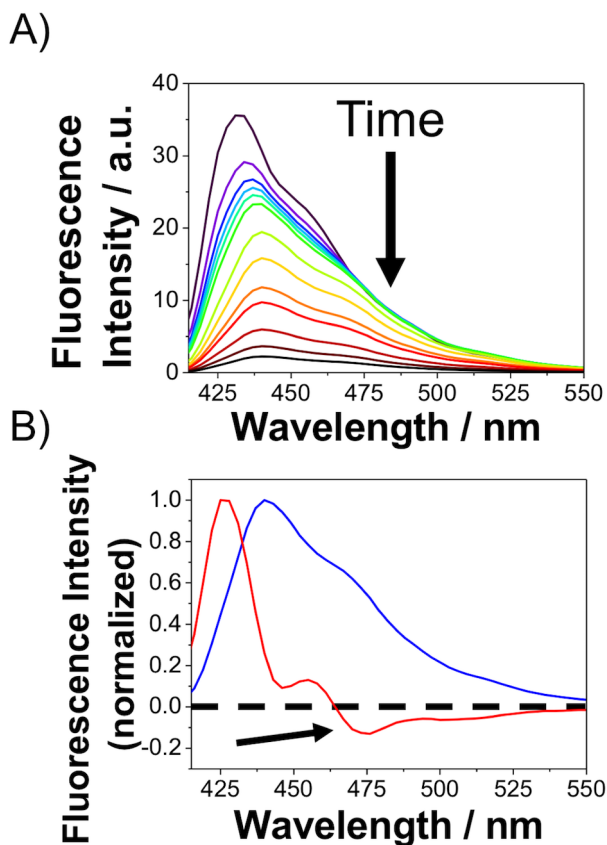 A)
Fluorescence
Intensity / a.u.
40
30
20
10
0
Time
425 450 475 500 525 550
Wavelength / nm
B)
Fluorescence Intensity
(normalized)
1.0
0.8
0.6
0.4
0.2
0.0
-0.2
425 450 475 500 525 550
Wavelength / nm